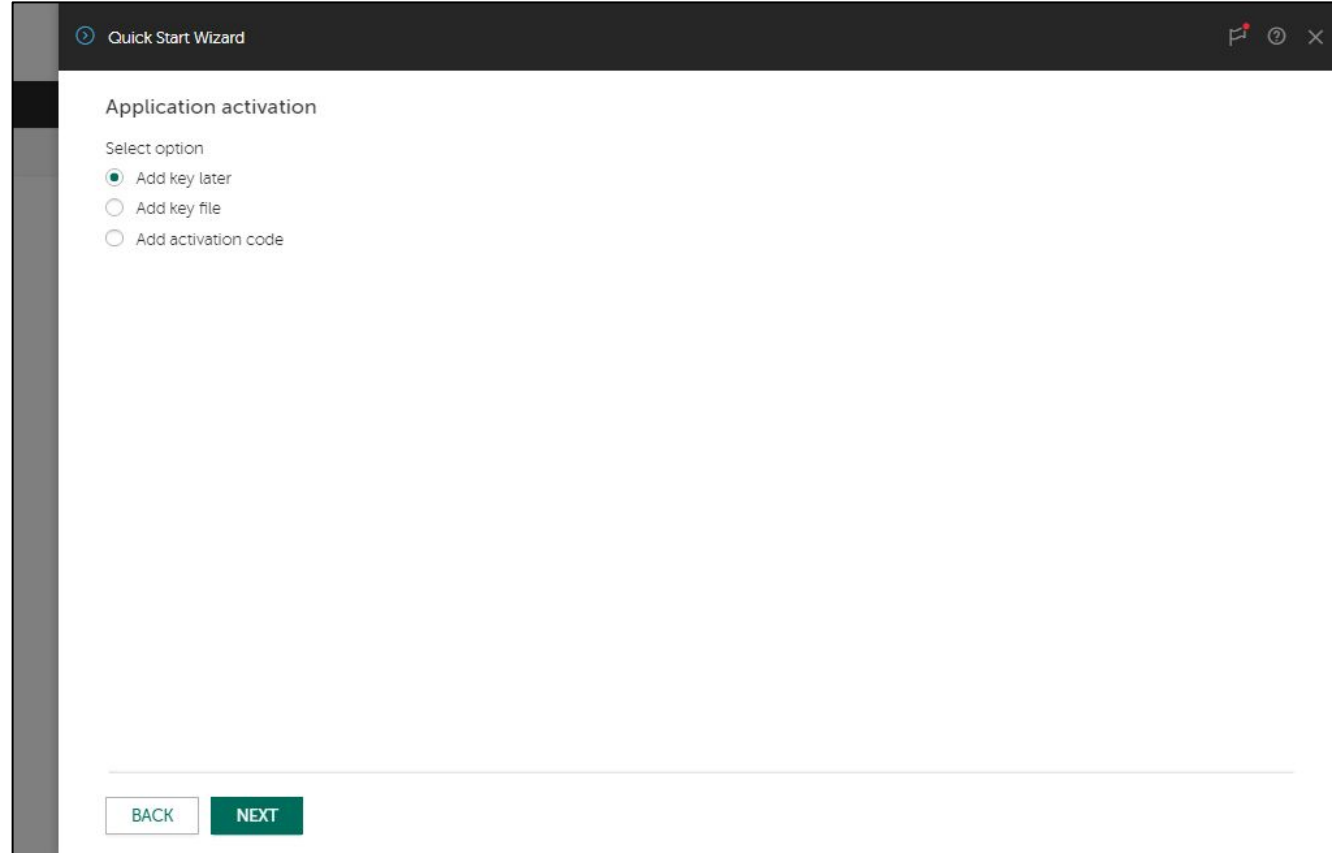 Quick Start Wizard
Application activation
Select option
Add key later
Add key file
Add activation code
BACK NEXT